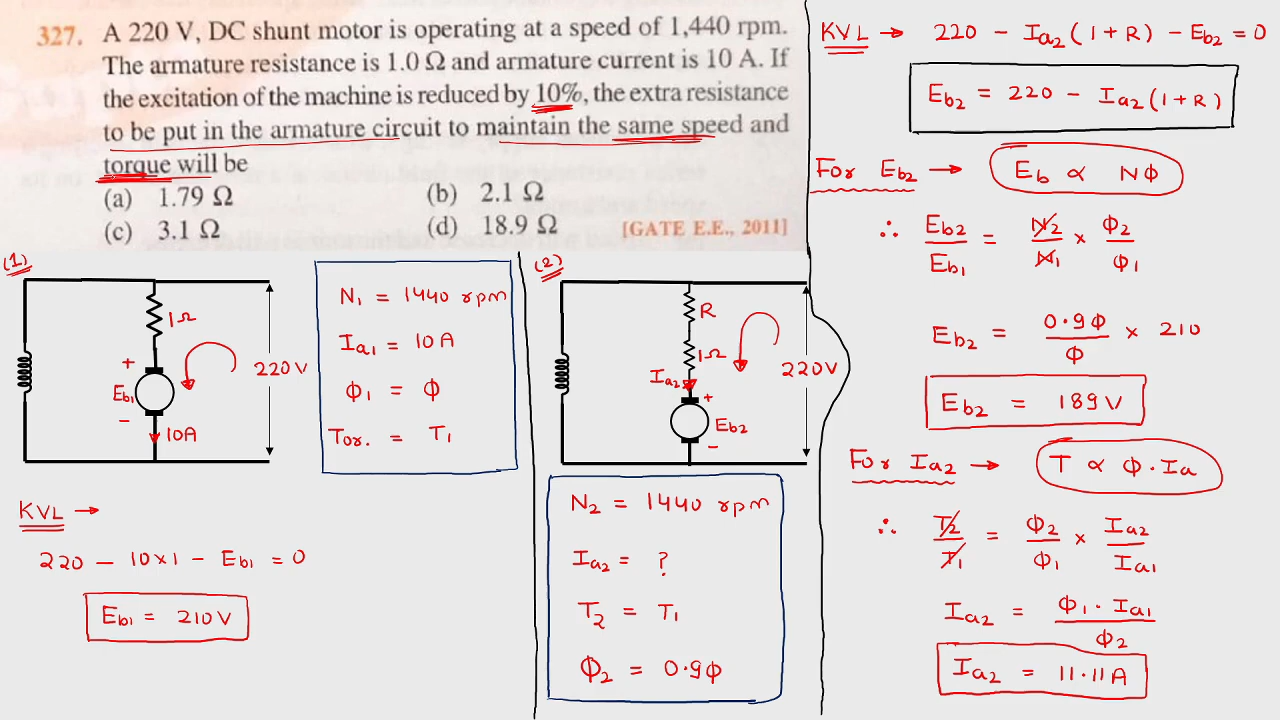 327. A 220 V, DC shunt motor is operating at a speed of 1,440 rpm.
The armature resistance is 1.0 Ω and armature current is 10 A. If
the excitation of the machine is reduced by 10%, the extra resistance
to be put in the armature circuit to maintain the same speed and
torque will be
(a) 1.79 Ω (b) 2.1 Ω
(c) 3.1 Ω (d) 18.9 Ω [GATE E.E., 2011]
(1)
1Ω
+
Eb1
-
10A
220V
N1 = 1440 rpm
Ia1 = 10A
Φ1 = Φ
Tor. = T1
KVL →
220 - 10×1 - Eb1 = 0
Eb1 = 210V
(2)
R
1Ω
Ia2
+
Eb2
-
220V
N2 = 1440 rpm
Ia2 = ?
T2 = T1
Φ2 = 0.9Φ
KVL → 220 - Ia2(1+R) - Eb2 = 0
Eb2 = 220 - Ia2(1+R)
For Eb2 → Eb ∝ NΦ
∴ Eb2/Eb1 = N2/N1 × Φ2/Φ1
Eb2 = 0.9Φ/Φ × 210
Eb2 = 189V
For Ia2 → T ∝ Φ·Ia
∴ T2/T1 = Φ2/Φ1 × Ia2/Ia1
Ia2 = Φ1·Ia1/Φ2
Ia2 = 11.11A